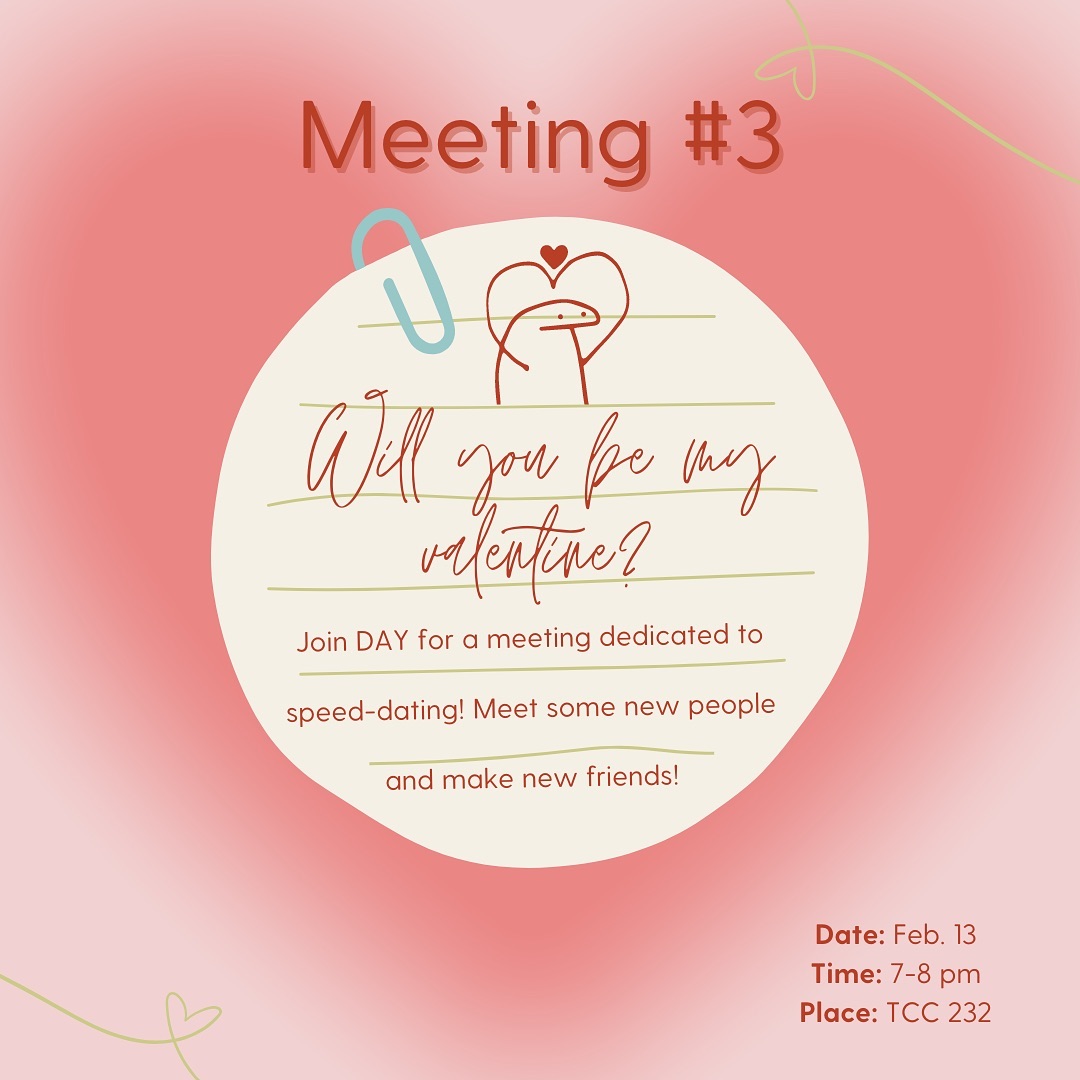 Meeting #3
Will you be my
valentine?
Join DAY for a meeting dedicated to
speed-dating! Meet some new people
and make new friends!
Date: Feb. 13
Time: 7-8 pm
Place: TCC 232